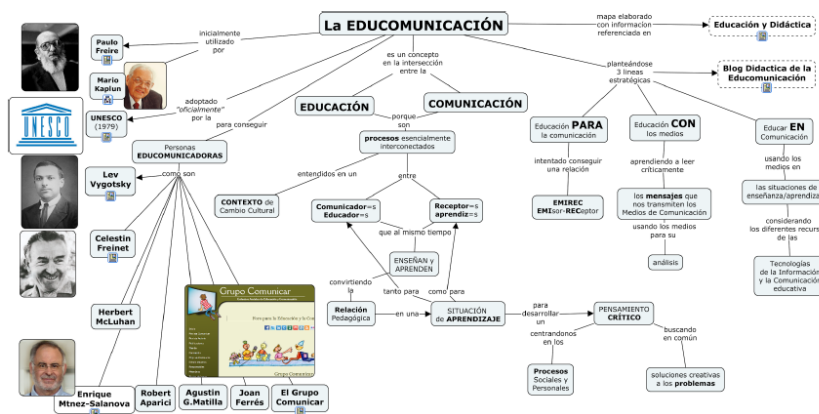 La EDUCOMUNICACIÓN
inicialmente
utilizado
por
Paulo
Freire
Mario
Kaplun
adoptado
"oficialmente"
por la
UNESCO
UNESCO
(1979)
para conseguir
Personas
EDUCOMUNICADORAS
como son
Lev
Vygotsky
Celestin
Freinet
Herbert
McLuhan
Enrique
Mtnez-Salanova
Robert
Aparici
Agustin
G.Matilla
Joan
Ferrés
El Grupo
Comunicar
Grupo Comunicar
Grupo Comunicar
es un concepto
en la intersección
entre la
EDUCACIÓN
COMUNICACIÓN
porque
son
procesos esencialmente
interconectados
entendidos en un
CONTEXTO de
Cambio Cultural
entre
Comunicador=s
Educador=s
Receptor=s
aprendiz=s
que al mismo tiempo
ENSEÑAN y
APRENDEN
convirtiendo
la
Relación
Pedagógica
en una
tanto para
como para
SITUACIÓN
de APRENDIZAJE
para
desarrollar
un
PENSAMIENTO
CRÍTICO
centrandonos
en los
Procesos
Sociales y
Personales
buscando
en común
soluciones creativas
a los problemas
mapa elaborado
con informacion
referenciada en
Educación y Didáctica
Blog Didactica de la
Educomunicación
planteándose
3 lineas
estratégicas
Educación PARA
la comunicación
intentado conseguir
una relación
EMIREC
EMIsor-RECeptor
Educación CON
los medios
aprendiendo a leer
críticamente
los mensajes que
nos transmiten los
Medios de Comunicación
usando los medios
para su
análisis
Educar EN
Comunicación
usando los
medios en
las situaciones de
enseñanza/aprendiza
considerando
los diferentes recurs
de las
Tecnologías
de la Información
y la Comunicación
educativa